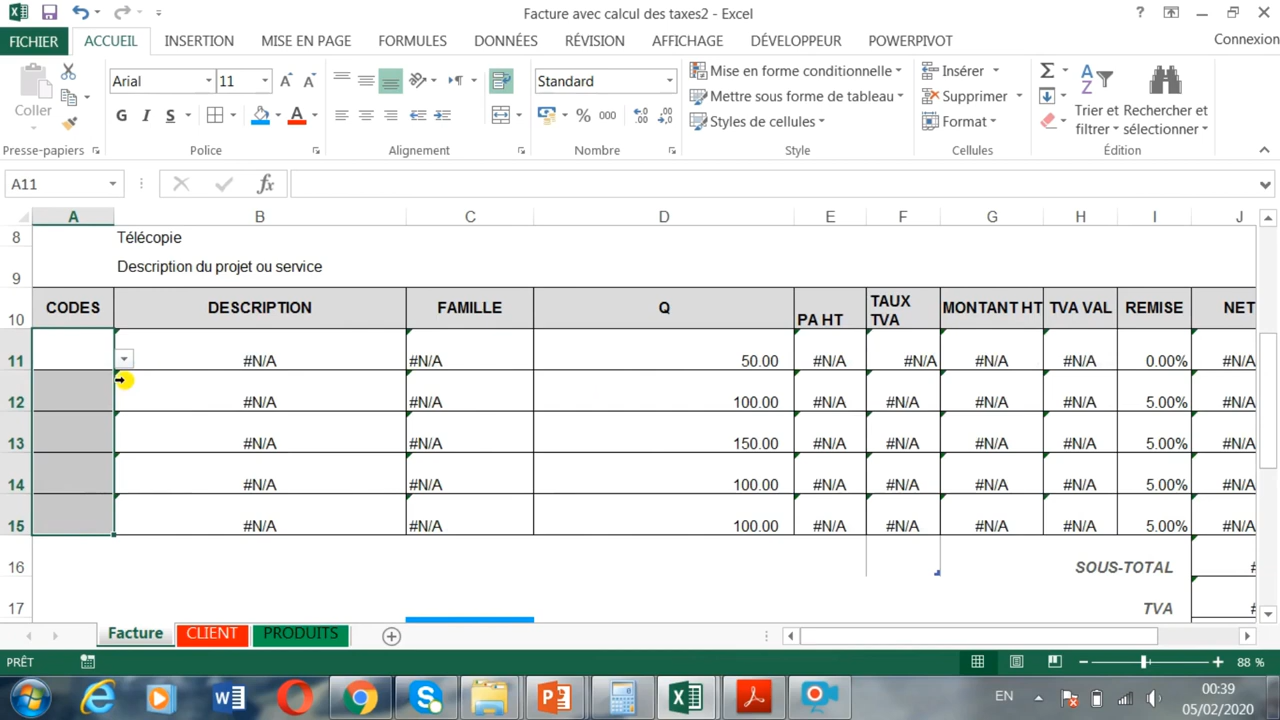 Facture avec calcul des taxes2 - Excel
?
FICHIER ACCUEIL INSERTION MISE EN PAGE FORMULES DONNÉES RÉVISION AFFICHAGE DÉVELOPPEUR POWERPIVOT Connexion
Coller
Presse-papiers
Arial 11
G I S A
Police
Alignement
Standard
% 000
Nombre
Mise en forme conditionnelle
Mettre sous forme de tableau
Styles de cellules
Style
Insérer
Supprimer
Format
Cellules
Trier et filtrer
Rechercher et sélectionner
Édition
A11 fx
A B C D E F G H I J
8 Télécopie
9 Description du projet ou service
10 CODES DESCRIPTION FAMILLE Q PA HT TAUX TVA MONTANT HT TVA VAL REMISE NET
11 #N/A #N/A 50.00 #N/A #N/A #N/A #N/A 0.00% #N/A
12 #N/A #N/A 100.00 #N/A #N/A #N/A #N/A 5.00% #N/A
13 #N/A #N/A 150.00 #N/A #N/A #N/A #N/A 5.00% #N/A
14 #N/A #N/A 100.00 #N/A #N/A #N/A #N/A 5.00% #N/A
15 #N/A #N/A 100.00 #N/A #N/A #N/A #N/A 5.00% #N/A
16 SOUS-TOTAL #
17 TVA #
Facture CLIENT PRODUITS
PRÊT 88 %
EN 00:39
05/02/2020